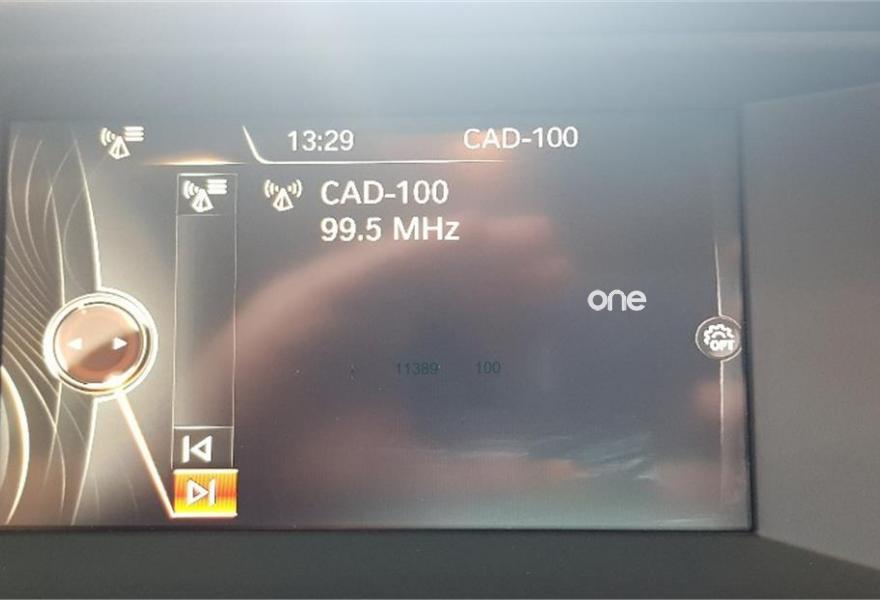 13:29 CAD-100
CAD-100
99.5 MHz
one
OPT
11389 100